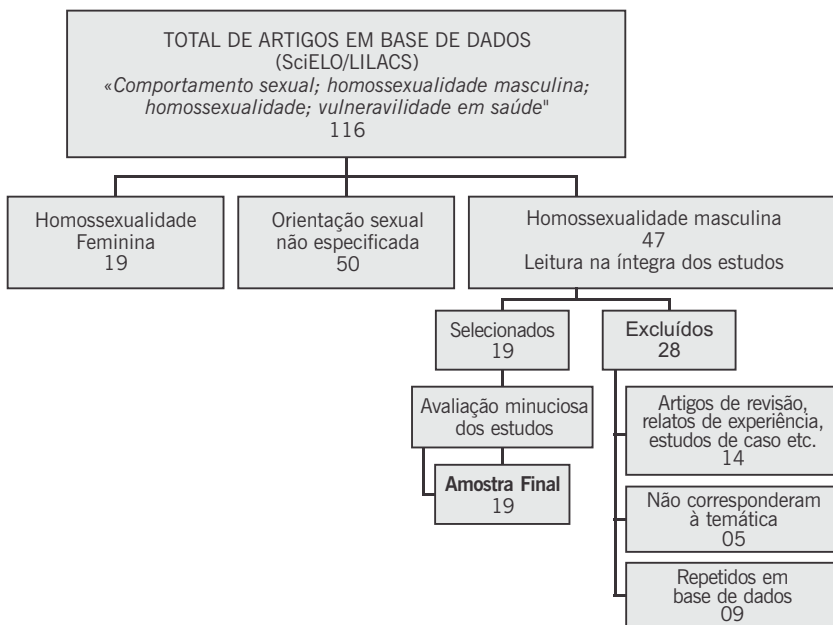 TOTAL DE ARTIGOS EM BASE DE DADOS
(SciELO/LILACS)
«Comportamento sexual; homossexualidade masculina;
homossexualidade; vulneravilidade em saúde"
116
Homossexualidade
Feminina
19
Orientação sexual
não especificada
50
Homossexualidade masculina
47
Leitura na íntegra dos estudos
Selecionados
19
Excluídos
28
Avaliação minuciosa
dos estudos
Amostra Final
19
Artigos de revisão,
relatos de experiência,
estudos de caso etc.
14
Não corresponderam
à temática
05
Repetidos em
base de dados
09